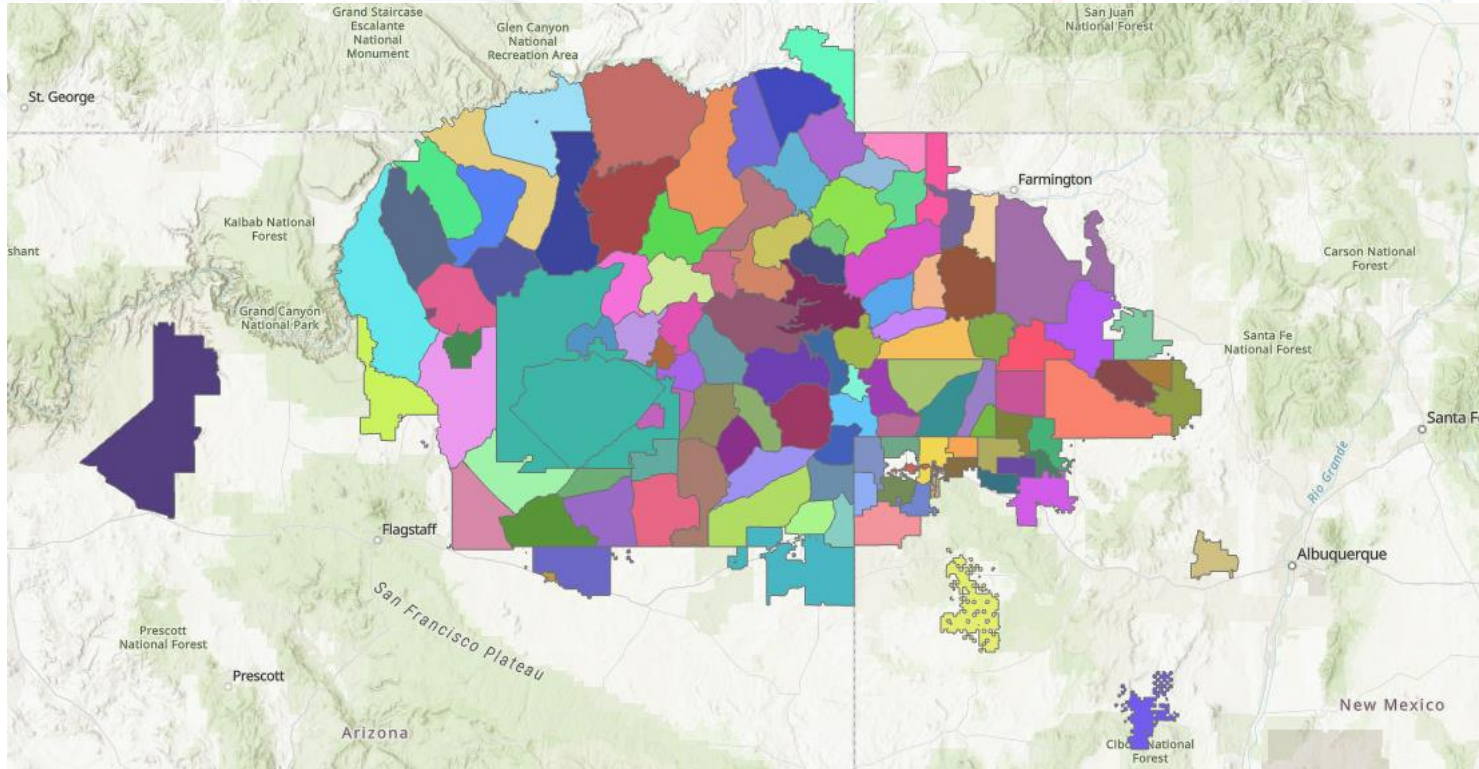 Grand Staircase
Escalante
National
Monument
Glen Canyon
National
Recreation Area
San Juan
National Forest
St. George
Farmington
Kaibab National
Forest
shant
Carson National
Forest
Grand Canyon
National Park
Santa Fe
National Forest
Santa F
Rio Grande
Flagstaff
Albuquerque
San Francisco Plateau
Prescott
National Forest
Prescott
New Mexico
Arizona
National
Forest